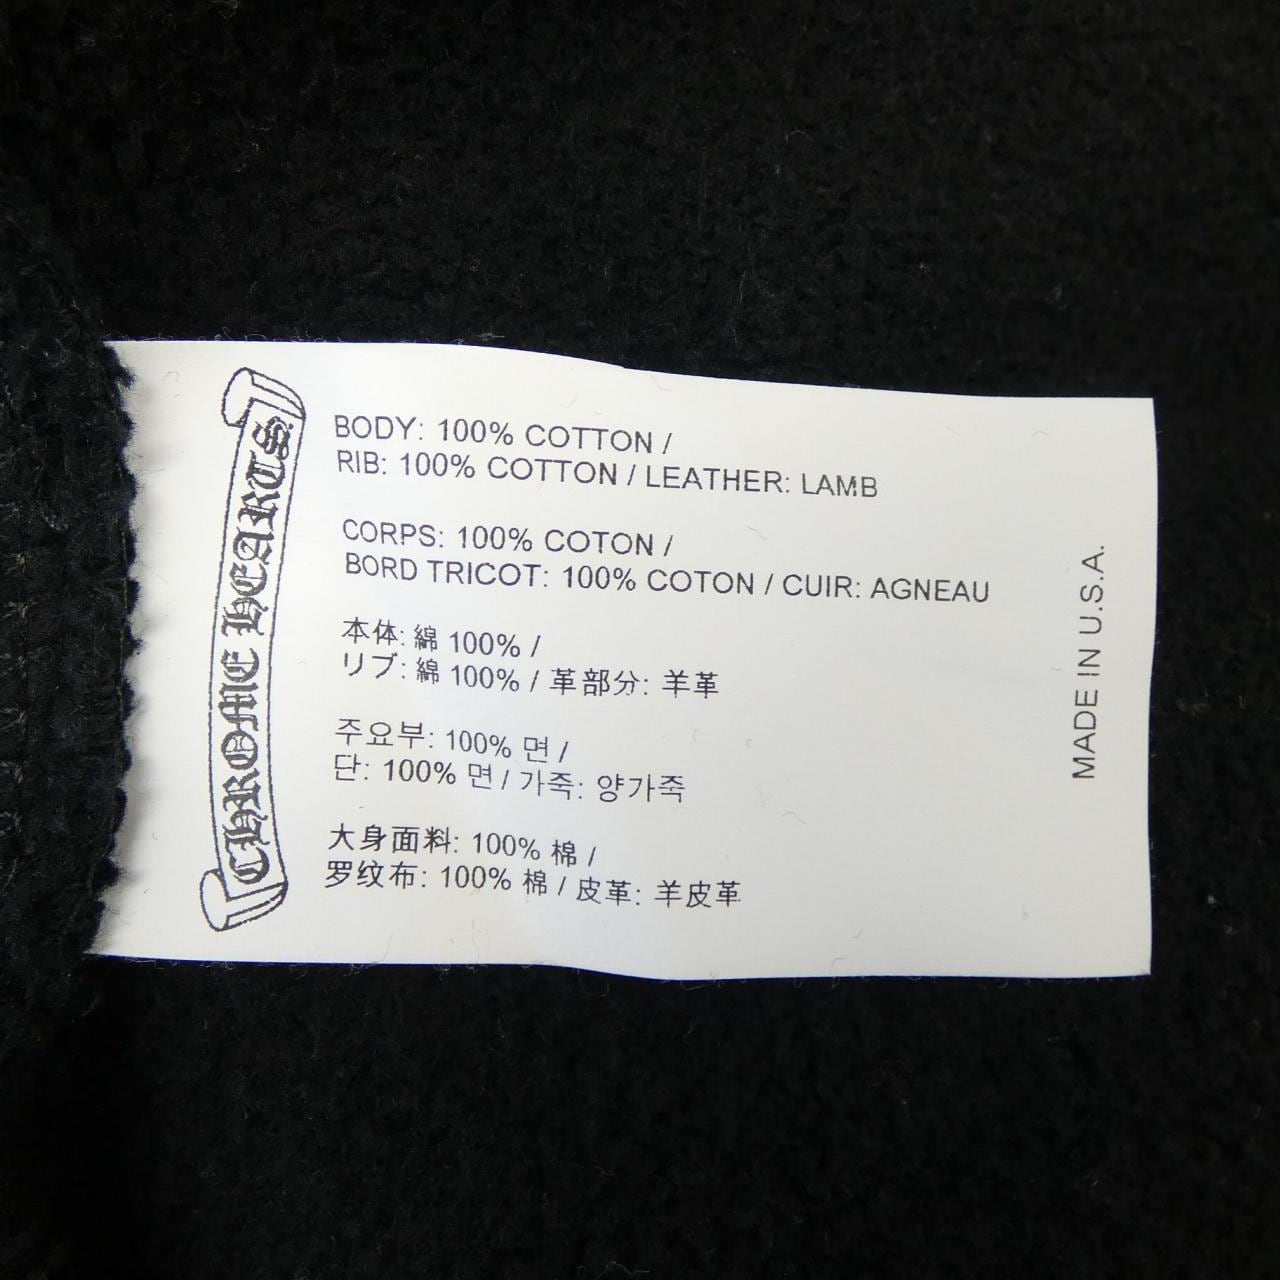 CHROME HEARTS
BODY: 100% COTTON /
RIB: 100% COTTON / LEATHER: LAMB
CORPS: 100% COTON /
BORD TRICOT: 100% COTON / CUIR: AGNEAU
本体: 綿 100% /
リブ: 綿 100% / 革部分: 羊革
주요부: 100% 면 /
단: 100% 면 / 가죽: 양가죽
大身面料: 100% 棉 /
罗纹布: 100% 棉 / 皮革: 羊皮革
MADE IN U.S.A.